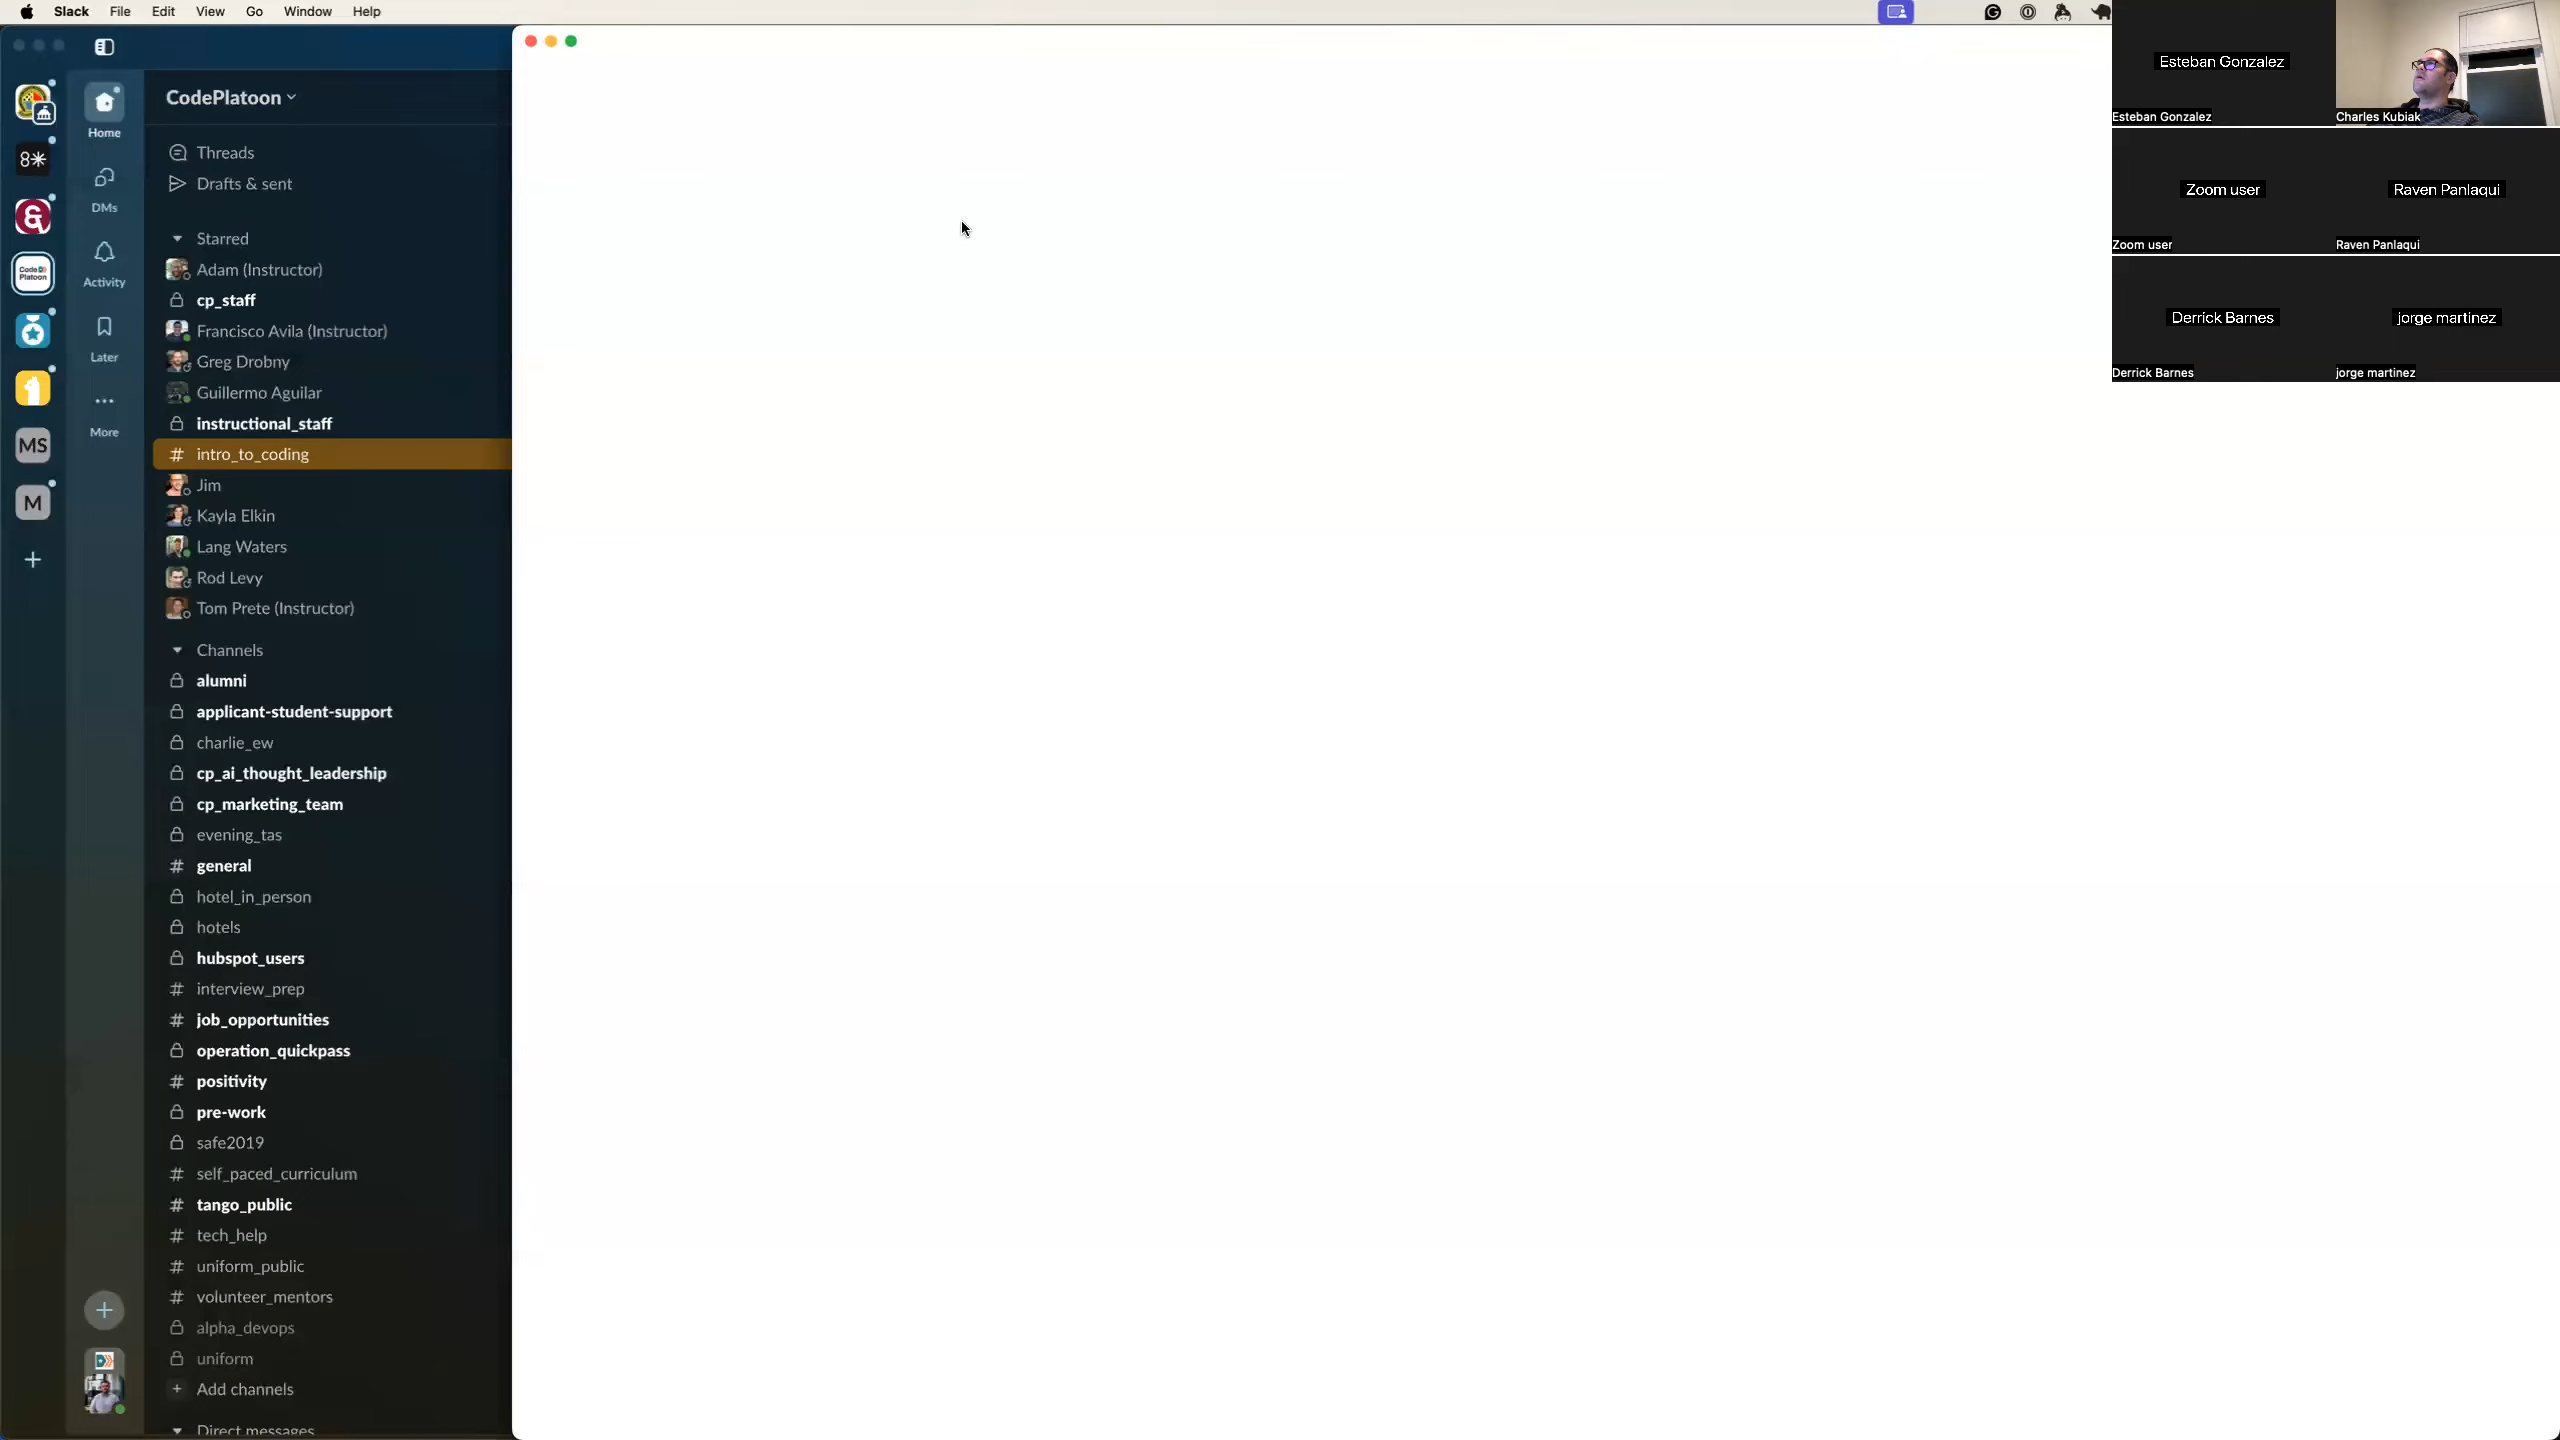 Slack File Edit View Go Window Help
CodePlatoon
Home
DMs
Activity
Later
More
8
&
Code Platoon
MS
M
Threads
Drafts & sent
Starred
Adam (Instructor)
cp_staff
Francisco Avila (Instructor)
Greg Drobny
Guillermo Aguilar
instructional_staff
# intro_to_coding
Jim
Kayla Elkin
Lang Waters
Rod Levy
Tom Prete (Instructor)
Channels
alumni
applicant-student-support
charlie_ew
cp_ai_thought_leadership
cp_marketing_team
evening_tas
# general
hotel_in_person
hotels
hubspot_users
# interview_prep
# job_opportunities
operation_quickpass
# positivity
pre-work
safe2019
# self_paced_curriculum
# tango_public
# tech_help
# uniform_public
# volunteer_mentors
alpha_devops
uniform
+ Add channels
Direct messages
Esteban Gonzalez
Esteban Gonzalez
Charles Kubiak
Zoom user
Zoom user
Raven Panlaqui
Raven Panlaqui
Derrick Barnes
Derrick Barnes
jorge martinez
jorge martinez